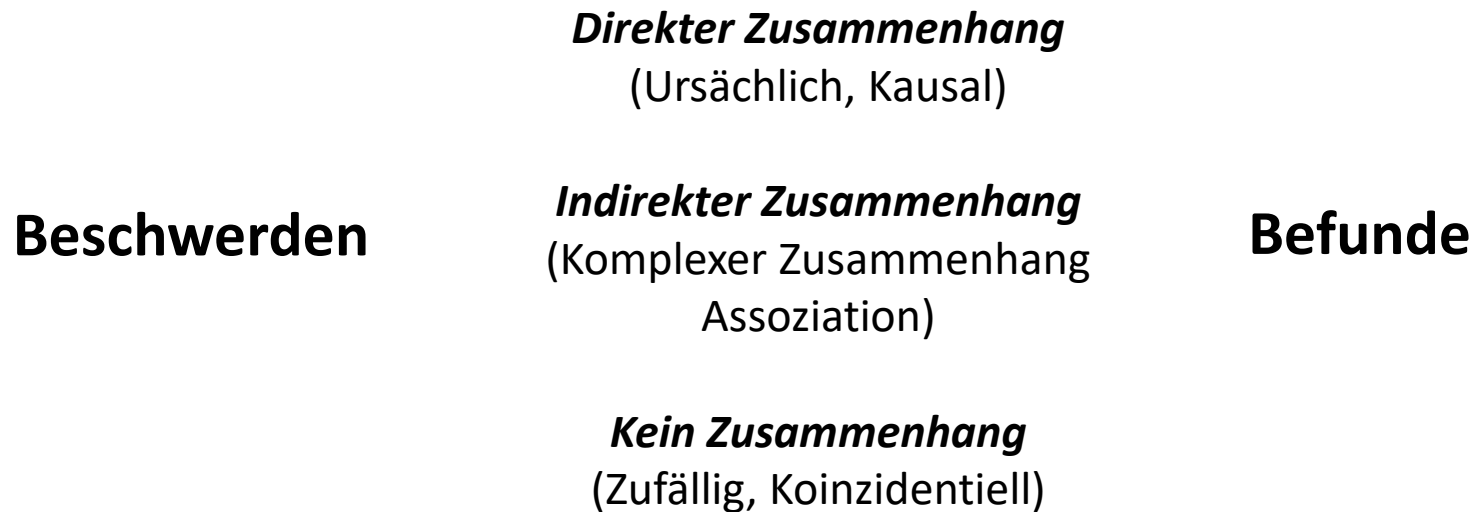 Direkter Zusammenhang
(Ursächlich, Kausal)
Beschwerden
Indirekter Zusammenhang
(Komplexer Zusammenhang
Assoziation)
Befunde
Kein Zusammenhang
(Zufällig, Koinzidentiell)